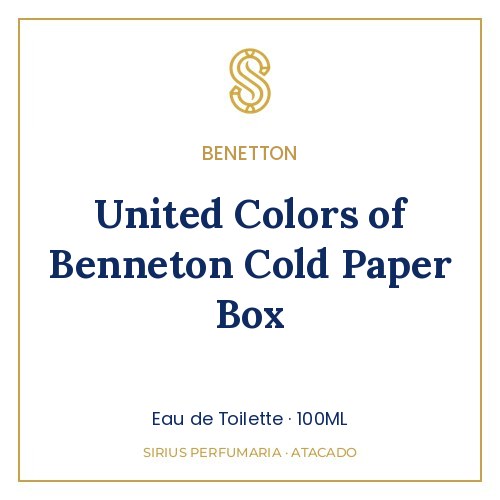 BENETTON
United Colors of
Benneton Cold Paper
Box
Eau de Toilette · 100ML
SIRIUS PERFUMARIA · ATACADO